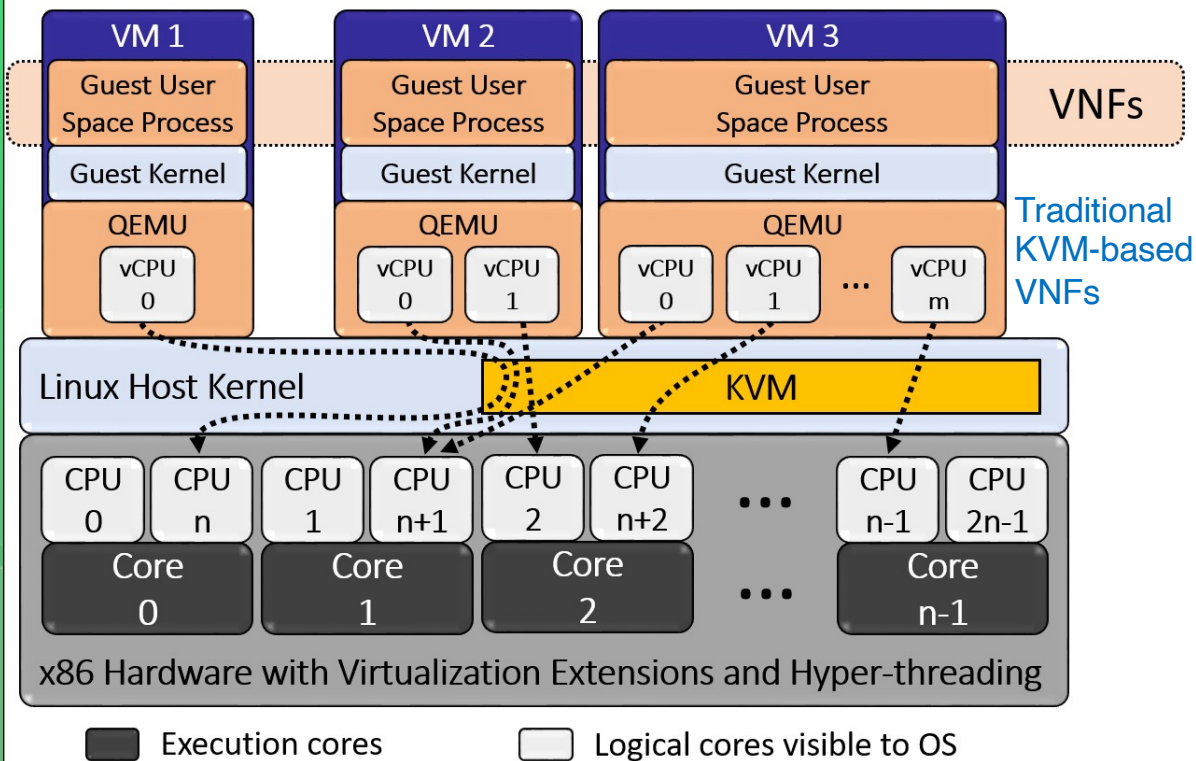 VM 1
VM 2
VM 3
Guest User
Space Process
Guest User
Space Process
Guest User
Space Process
VNFs
Guest Kernel
Guest Kernel
Guest Kernel
Traditional
KVM-based
VNFs
QEMU
QEMU
QEMU
vCPU
0
vCPU
0
vCPU
1
vCPU
0
vCPU
1
...
vCPU
m
Linux Host Kernel
KVM
CPU
0
CPU
n
CPU
1
CPU
n+1
CPU
2
CPU
n+2
...
CPU
n-1
CPU
2n-1
Core
0
Core
1
Core
2
...
Core
n-1
x86 Hardware with Virtualization Extensions and Hyper-threading
Execution cores
Logical cores visible to OS